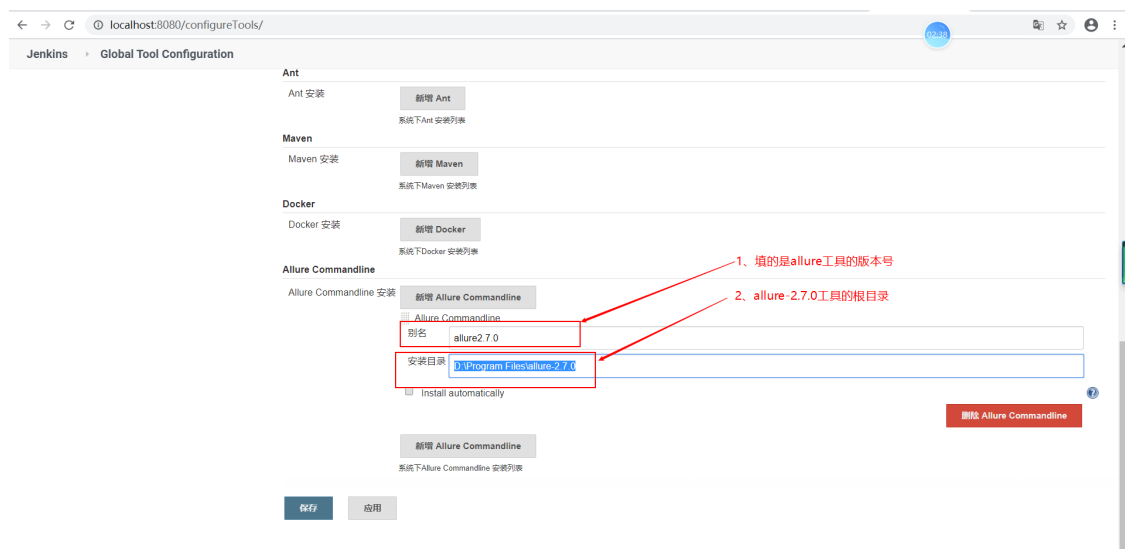 localhost:8080/configureTools/
02:38
Jenkins Global Tool Configuration
Ant
Ant 安装
新增 Ant
系统下Ant 安装列表
Maven
Maven 安装
新增 Maven
系统下Maven 安装列表
Docker
Docker 安装
新增 Docker
系统下Docker 安装列表
1、填的是allure工具的版本号
Allure Commandline
Allure Commandline 安装
新增 Allure Commandline
2、allure-2.7.0工具的根目录
Allure Commandline
别名
allure2.7.0
安装目录
D:\Program Files\allure-2.7.0
Install automatically
删除 Allure Commandline
新增 Allure Commandline
系统下Allure Commandline 安装列表
保存
应用